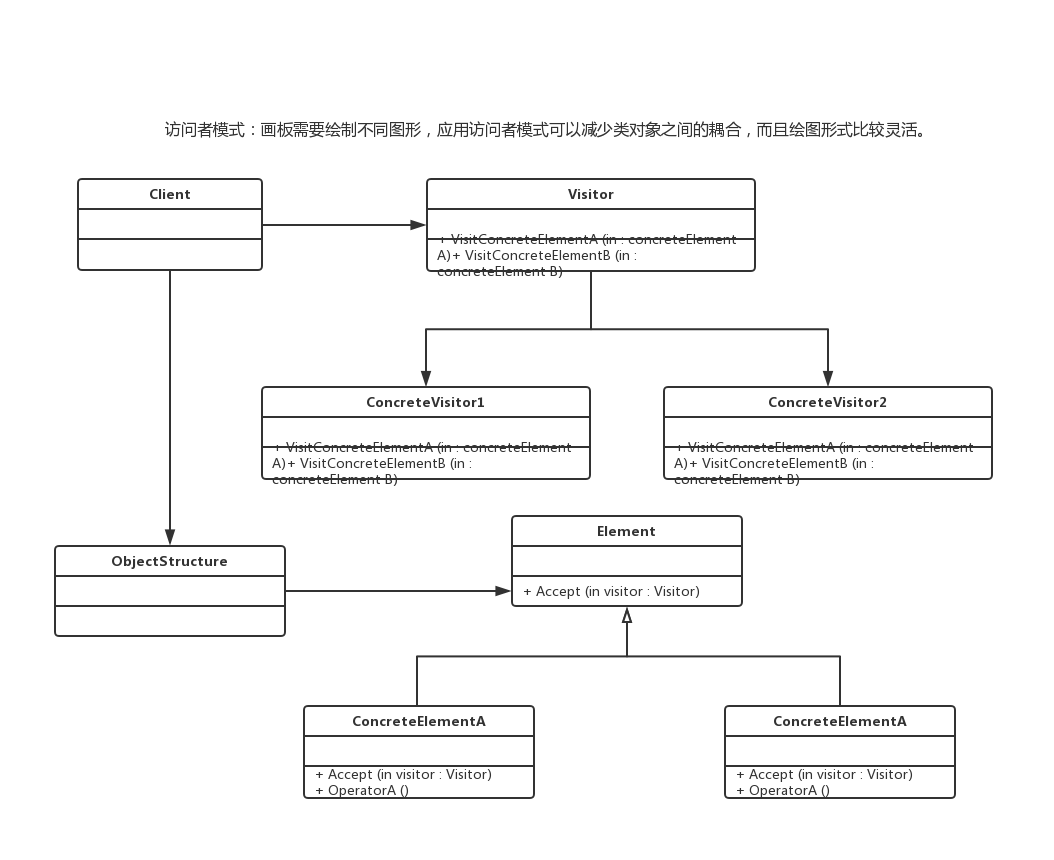 访问者模式：画板需要绘制不同图形，应用访问者模式可以减少类对象之间的耦合，而且绘图形式比较灵活。
Client
Visitor
+ VisitConcreteElementA (in : concreteElement
A)+ VisitConcreteElementB (in :
concreteElement B)
ConcreteVisitor1
+ VisitConcreteElementA (in : concreteElement
A)+ VisitConcreteElementB (in :
concreteElement B)
ConcreteVisitor2
+ VisitConcreteElementA (in : concreteElement
A)+ VisitConcreteElementB (in :
concreteElement B)
Element
+ Accept (in visitor : Visitor)
ObjectStructure
ConcreteElementA
+ Accept (in visitor : Visitor)
+ OperatorA ()
ConcreteElementA
+ Accept (in visitor : Visitor)
+ OperatorA ()